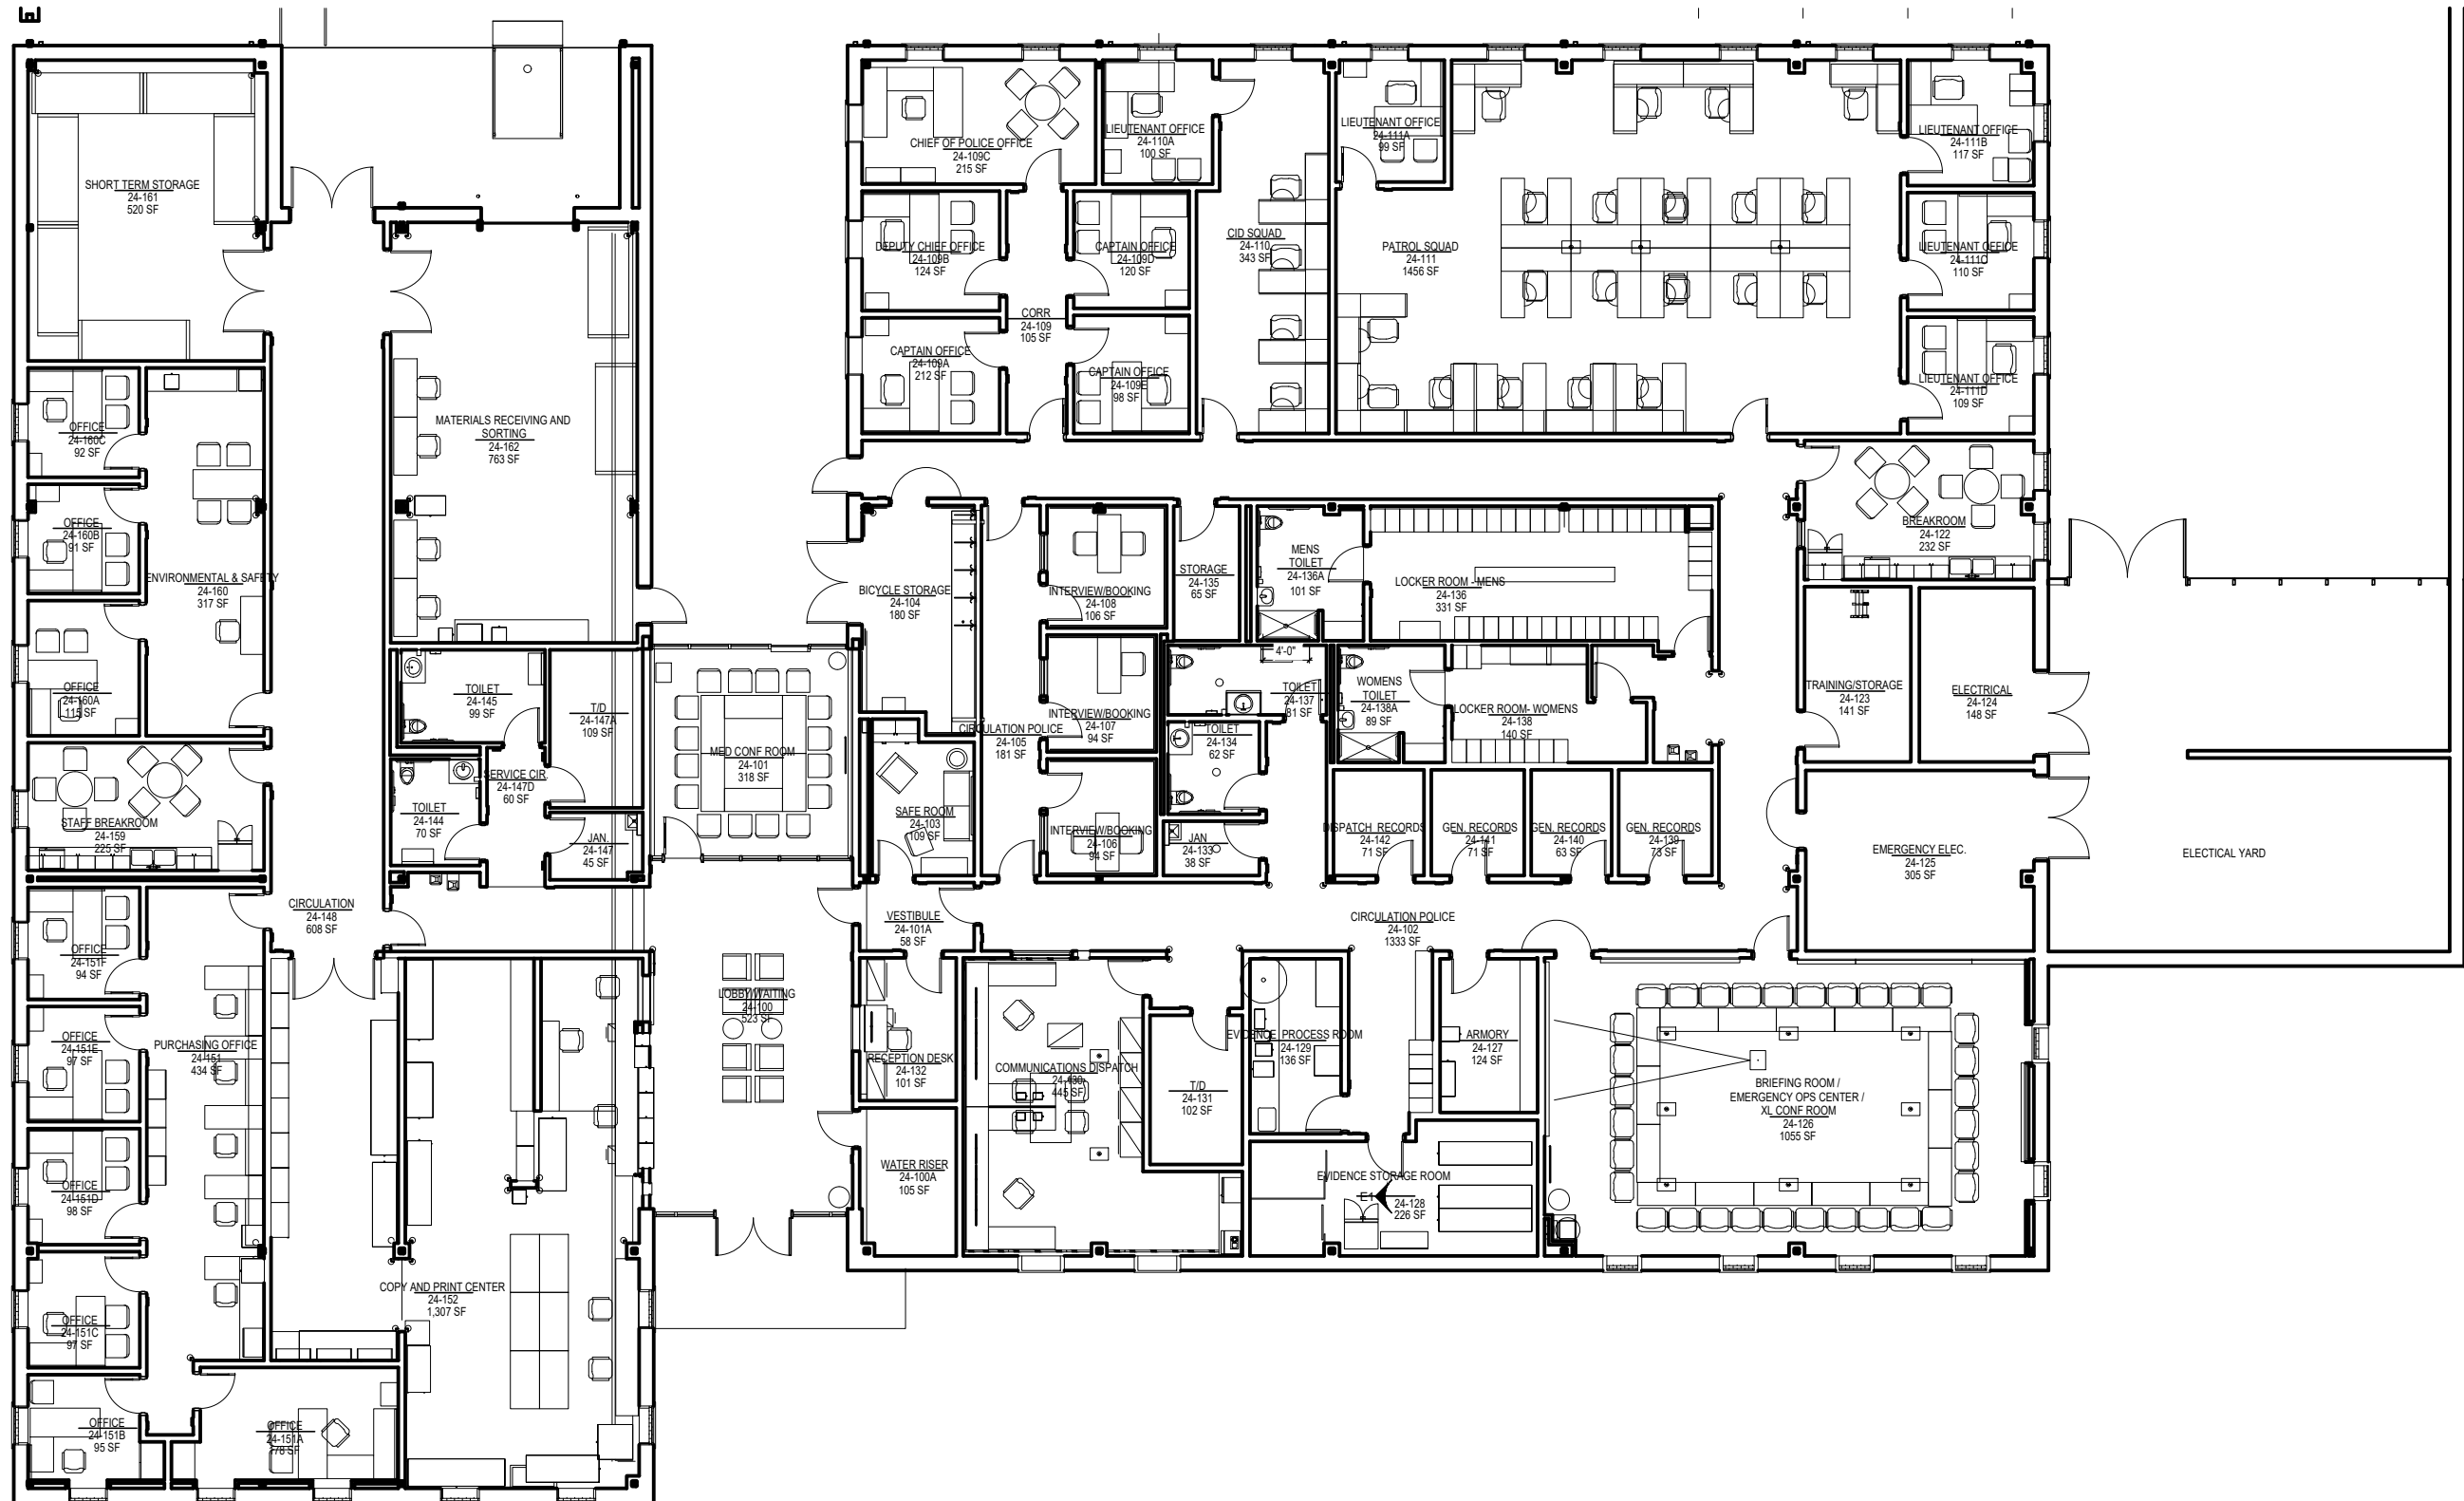 SHORT TERM STORAGE
24-161
520 SF
CHIEF OF POLICE OFFICE
24-109C
215 SF
LIEUTENANT OFFICE
24-110A
100 SF
LIEUTENANT OFFICE
24-111A
99 SF
LIEUTENANT OFFICE
24-111B
117 SF
DEPUTY CHIEF OFFICE
24-109B
124 SF
CAPTAIN OFFICE
24-109D
120 SF
CID SQUAD
24-110
343 SF
PATROL SQUAD
24-111
1456 SF
LIEUTENANT OFFICE
24-111C
110 SF
CORR
24-109
105 SF
CAPTAIN OFFICE
24-109A
212 SF
CAPTAIN OFFICE
24-109E
98 SF
LIEUTENANT OFFICE
24-111D
109 SF
OFFICE
24-160C
92 SF
MATERIALS RECEIVING AND
SORTING
24-162
763 SF
OFFICE
24-160B
91 SF
ENVIRONMENTAL & SAFETY
24-160
317 SF
BICYCLE STORAGE
24-104
180 SF
INTERVIEW/BOOKING
24-108
106 SF
STORAGE
24-135
65 SF
MENS
TOILET
24-136A
101 SF
LOCKER ROOM - MENS
24-136
331 SF
BREAKROOM
24-122
232 SF
OFFICE
24-160A
115 SF
TOILET
24-145
99 SF
T/D
24-147A
109 SF
MED CONF ROOM
24-101
318 SF
CIRCULATION POLICE
24-105
181 SF
INTERVIEW/BOOKING
24-107
94 SF
4'-0"
TOILET
24-137
81 SF
WOMENS
TOILET
24-138A
89 SF
LOCKER ROOM- WOMENS
24-138
140 SF
TRAINING/STORAGE
24-123
141 SF
ELECTRICAL
24-124
148 SF
TOILET
24-134
62 SF
SERVICE CIR.
24-147D
60 SF
STAFF BREAKROOM
24-159
225 SF
TOILET
24-144
70 SF
JAN.
24-147
45 SF
SAFE ROOM
24-103
109 SF
INTERVIEW/BOOKING
24-106
94 SF
JAN
24-133
38 SF
DISPATCH RECORDS
24-142
71 SF
GEN. RECORDS
24-141
71 SF
GEN. RECORDS
24-140
63 SF
GEN. RECORDS
24-139
73 SF
EMERGENCY ELEC.
24-125
305 SF
ELECTICAL YARD
CIRCULATION
24-148
608 SF
VESTIBULE
24-101A
58 SF
CIRCULATION POLICE
24-102
1333 SF
OFFICE
24-151F
94 SF
LOBBY/WAITING
24-100
523 SF
OFFICE
24-151E
97 SF
PURCHASING OFFICE
24-151
434 SF
RECEPTION DESK
24-132
101 SF
COMMUNICATIONS DISPATCH
24-130
445 SF
T/D
24-131
102 SF
EVIDENCE PROCESS ROOM
24-129
136 SF
ARMORY
24-127
124 SF
BRIEFING ROOM /
EMERGENCY OPS CENTER /
XL CONF ROOM
24-126
1055 SF
OFFICE
24-151D
98 SF
WATER RISER
24-100A
105 SF
EVIDENCE STORAGE ROOM
E1
24-128
226 SF
COPY AND PRINT CENTER
24-152
1,307 SF
OFFICE
24-151C
97 SF
OFFICE
24-151B
95 SF
OFFICE
24-151A